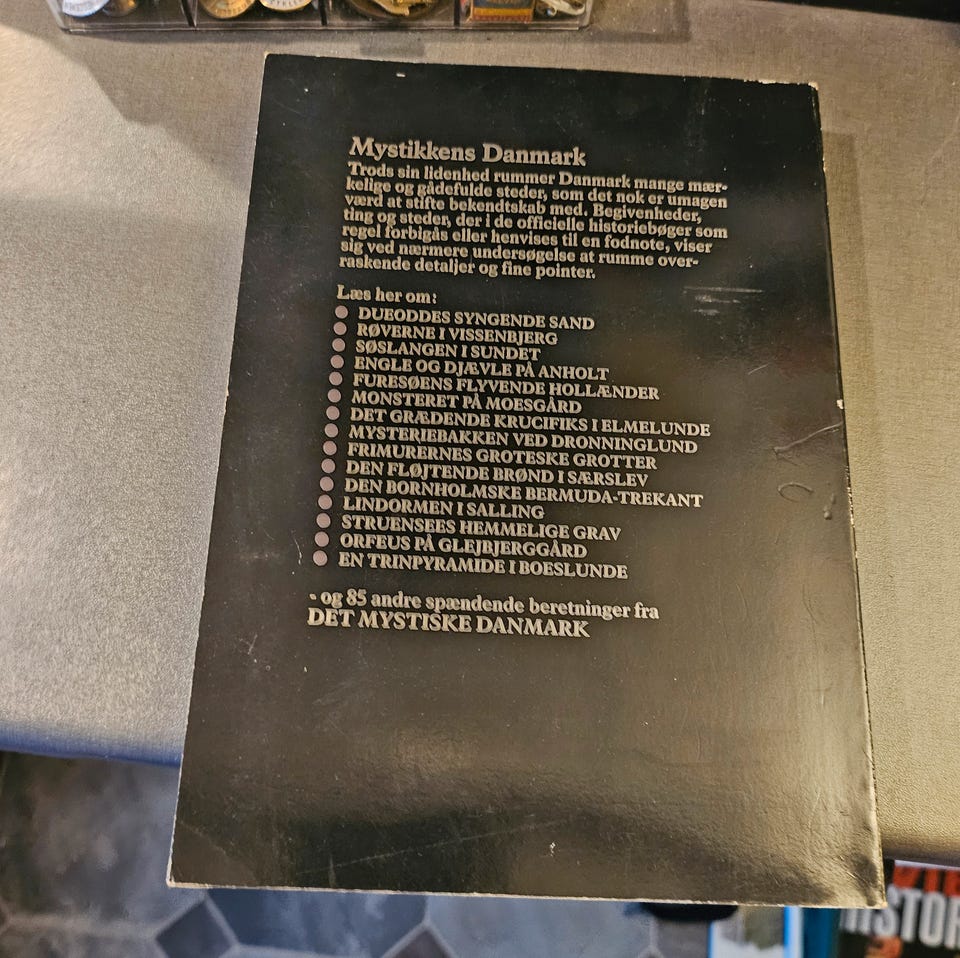 Mystikkens Danmark
Trods sin lidenhed rummer Danmark mange mær-
kelige og gådefulde steder, som det nok er umagen
værd at stifte bekendtskab med. Begivenheder,
ting og steder, der i de officielle historiebøger som
regel forbigås eller henvises til en fodnote, viser
sig ved nærmere undersøgelse at rumme over-
raskende detaljer og fine pointer.
Læs her om:
DUEODDES SYNGENDE SAND
RØVERNE I VISSENBJERG
SØSLANGEN I SUNDET
ENGLE OG DJÆVLE PÅ ANHOLT
FURESØENS FLYVENDE HOLLÆNDER
MONSTERET PÅ MOESGÅRD
DET GRÆDENDE KRUCIFIKS I ELMELUNDE
MYSTERIEBAKKEN VED DRONNINGLUND
FRIMURERNES GROTESKE GROTTER
DEN FLØJTENDE BRØND I SÆRSLEV
DEN BORNHOLMSKE BERMUDA-TREKANT
LINDORMEN I SALLING
STRUENSEES HEMMELIGE GRAV
ORFEUS PÅ GLEJBJERGGÅRD
EN TRINPYRAMIDE I BOESLUNDE
- og 85 andre spændende beretninger fra
DET MYSTISKE DANMARK